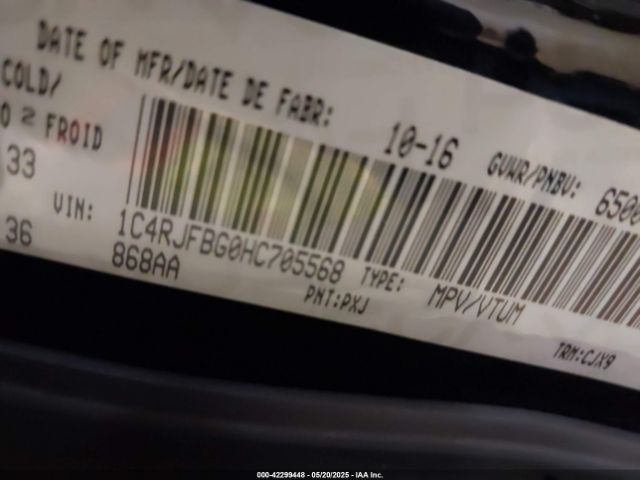 DATE OF MFR/DATE DE FABR: 10-16 GVWR/PNBV:
COLD/
O ≥ FROID
33
VIN: 1C4RJFBG0HC705568 TYPE: MPV/VTUM
36 868AA PNT:PXJ TRM:CJX9
000-42299448 - 05/20/2025 - IAA Inc.